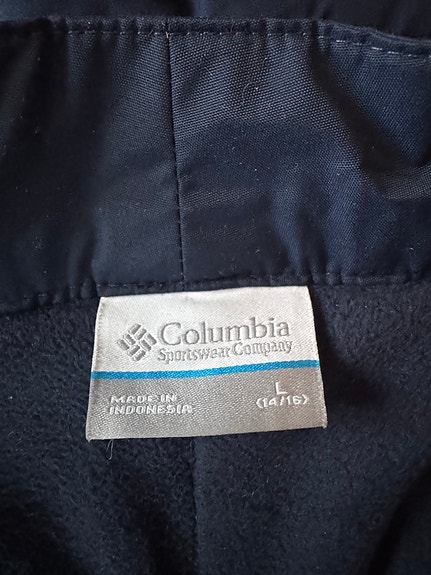 Columbia
Sportswear Company
MADE IN
INDONESIA
L
(14/16)